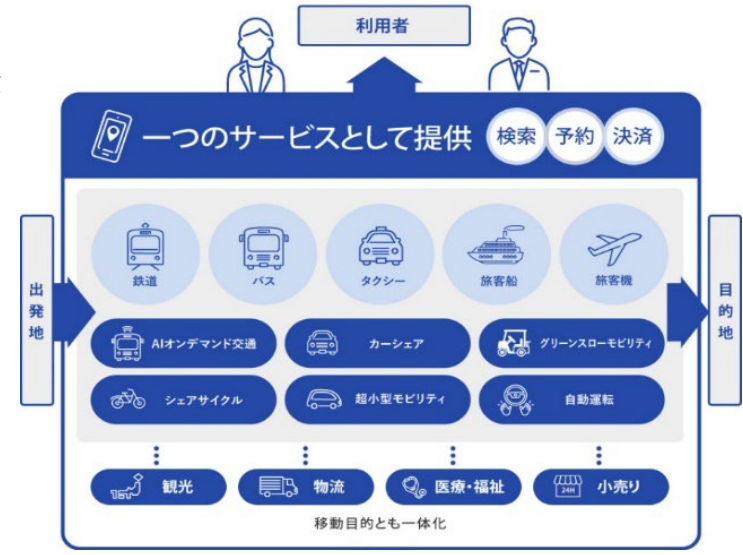 利用者
一つのサービスとして提供
検索 予約 決済
出発地
鉄道
バス
タクシー
旅客船
旅客機
AIオンデマンド交通
カーシェア
グリーンスローモビリティ
シェアサイクル
超小型モビリティ
自動運転
目的地
観光
物流
医療・福祉
24H
小売り
移動目的とも一体化